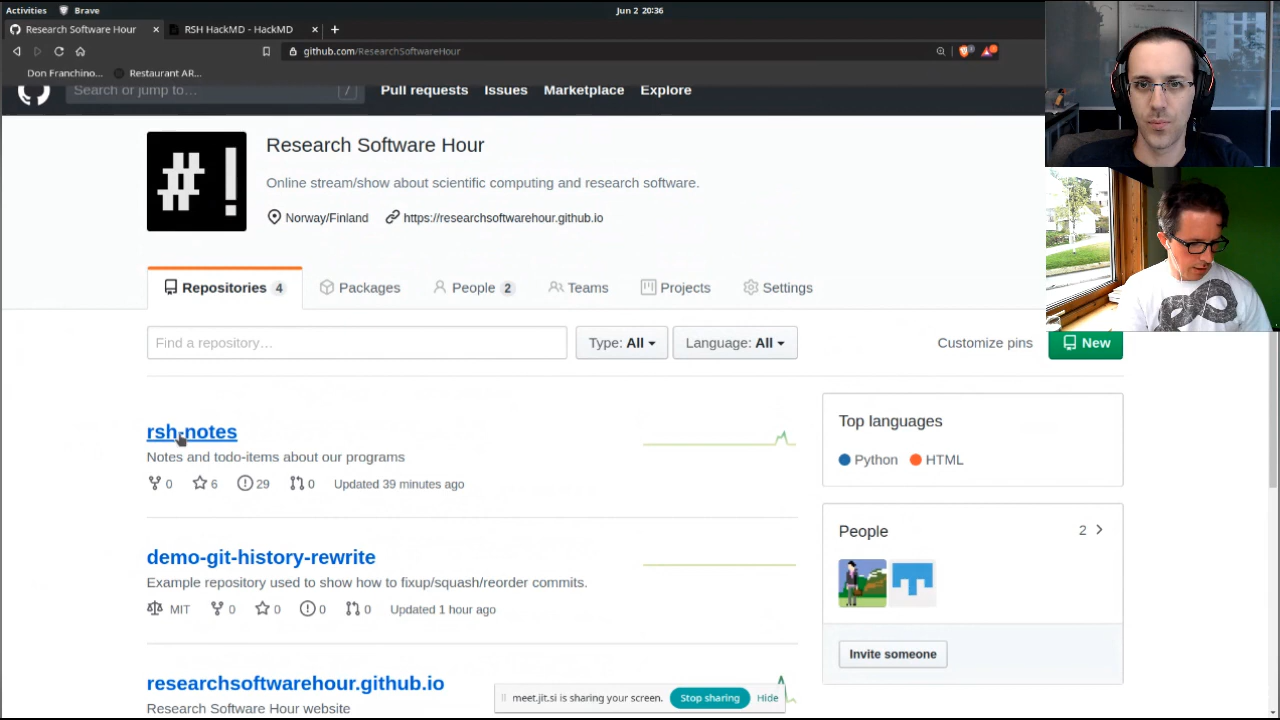 Activities Brave Jun 2 20:36
Research Software Hour × RSH HackMD - HackMD × +
github.com/ResearchSoftwareHour
Don Franchino... Restaurant AR...
Search or jump to... / Pull requests Issues Marketplace Explore
#!
Research Software Hour
Online stream/show about scientific computing and research software.
Norway/Finland https://researchsoftwarehour.github.io
Repositories 4 Packages People 2 Teams Projects Settings
Find a repository… Type: All Language: All Customize pins New
rsh-notes
Notes and todo-items about our programs
0 6 29 0 Updated 39 minutes ago
Top languages
Python HTML
People 2
Invite someone
demo-git-history-rewrite
Example repository used to show how to fixup/squash/reorder commits.
MIT 0 0 0 0 Updated 1 hour ago
researchsoftwarehour.github.io
Research Software Hour website
meet.jit.si is sharing your screen. Stop sharing Hide